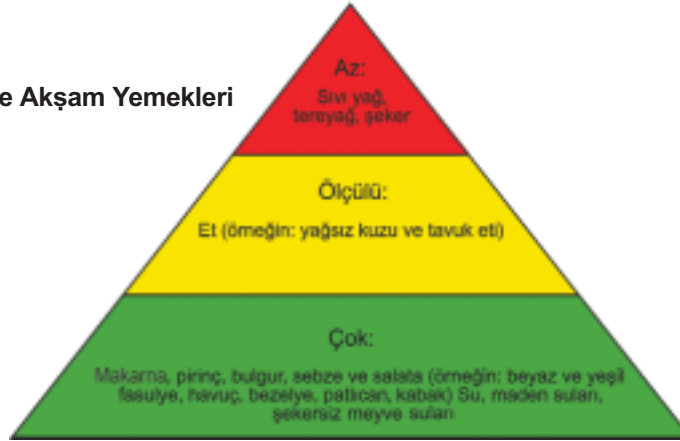 Az:
Sıvı yağ,
tereyağ, şeker
e Akşam Yemekleri
Ölçülü:
Et (örneğin: yağsız kuzu ve tavuk eti)
Çok:
Makarna, pirinç, bulgur, sebze ve salata (örneğin: beyaz ve yeşil
fasulye, havuç, bezelye, patlıcan, kabak) Su, maden suları,
şekersiz meyve suları